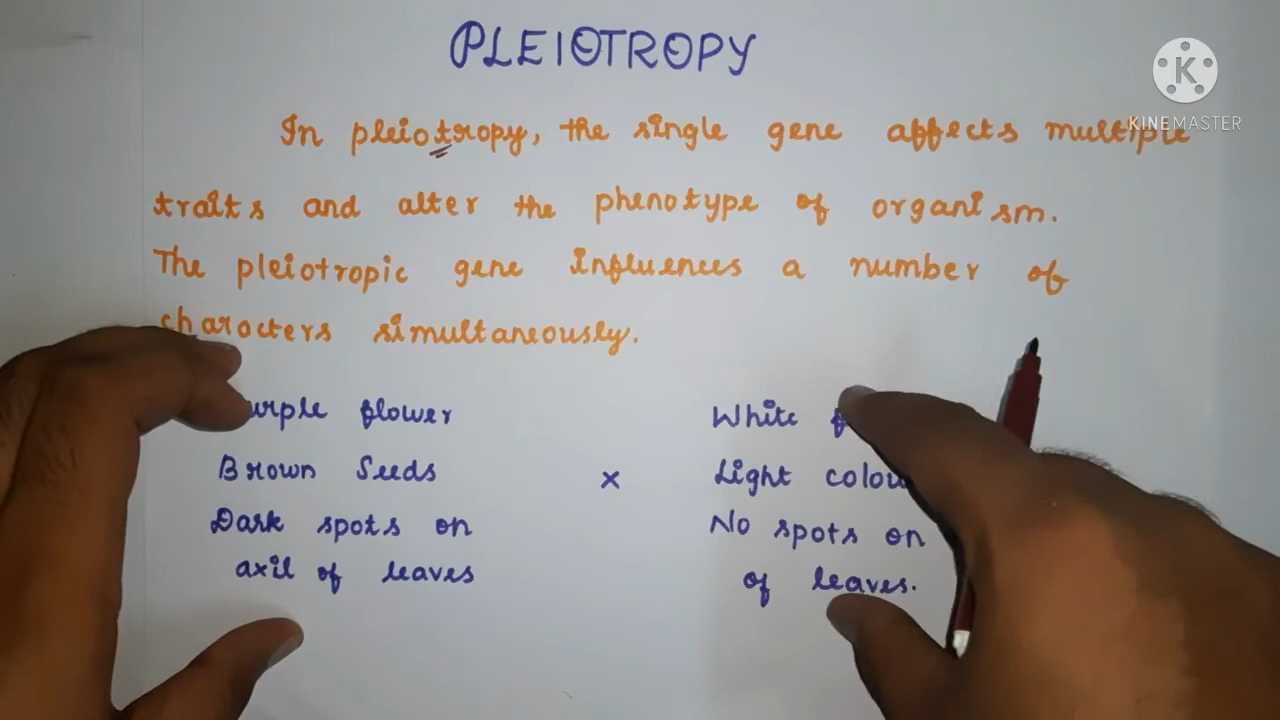 PLEIOTROPY
KINEMASTER
In pleiotropy, the single gene affects multiple
traits and alter the phenotype of organism.
The pleiotropic gene influences a number of
characters simultaneously.
flower White
Brown Seeds × Light
Dark spots on No spots on
axil of leaves of leaves.